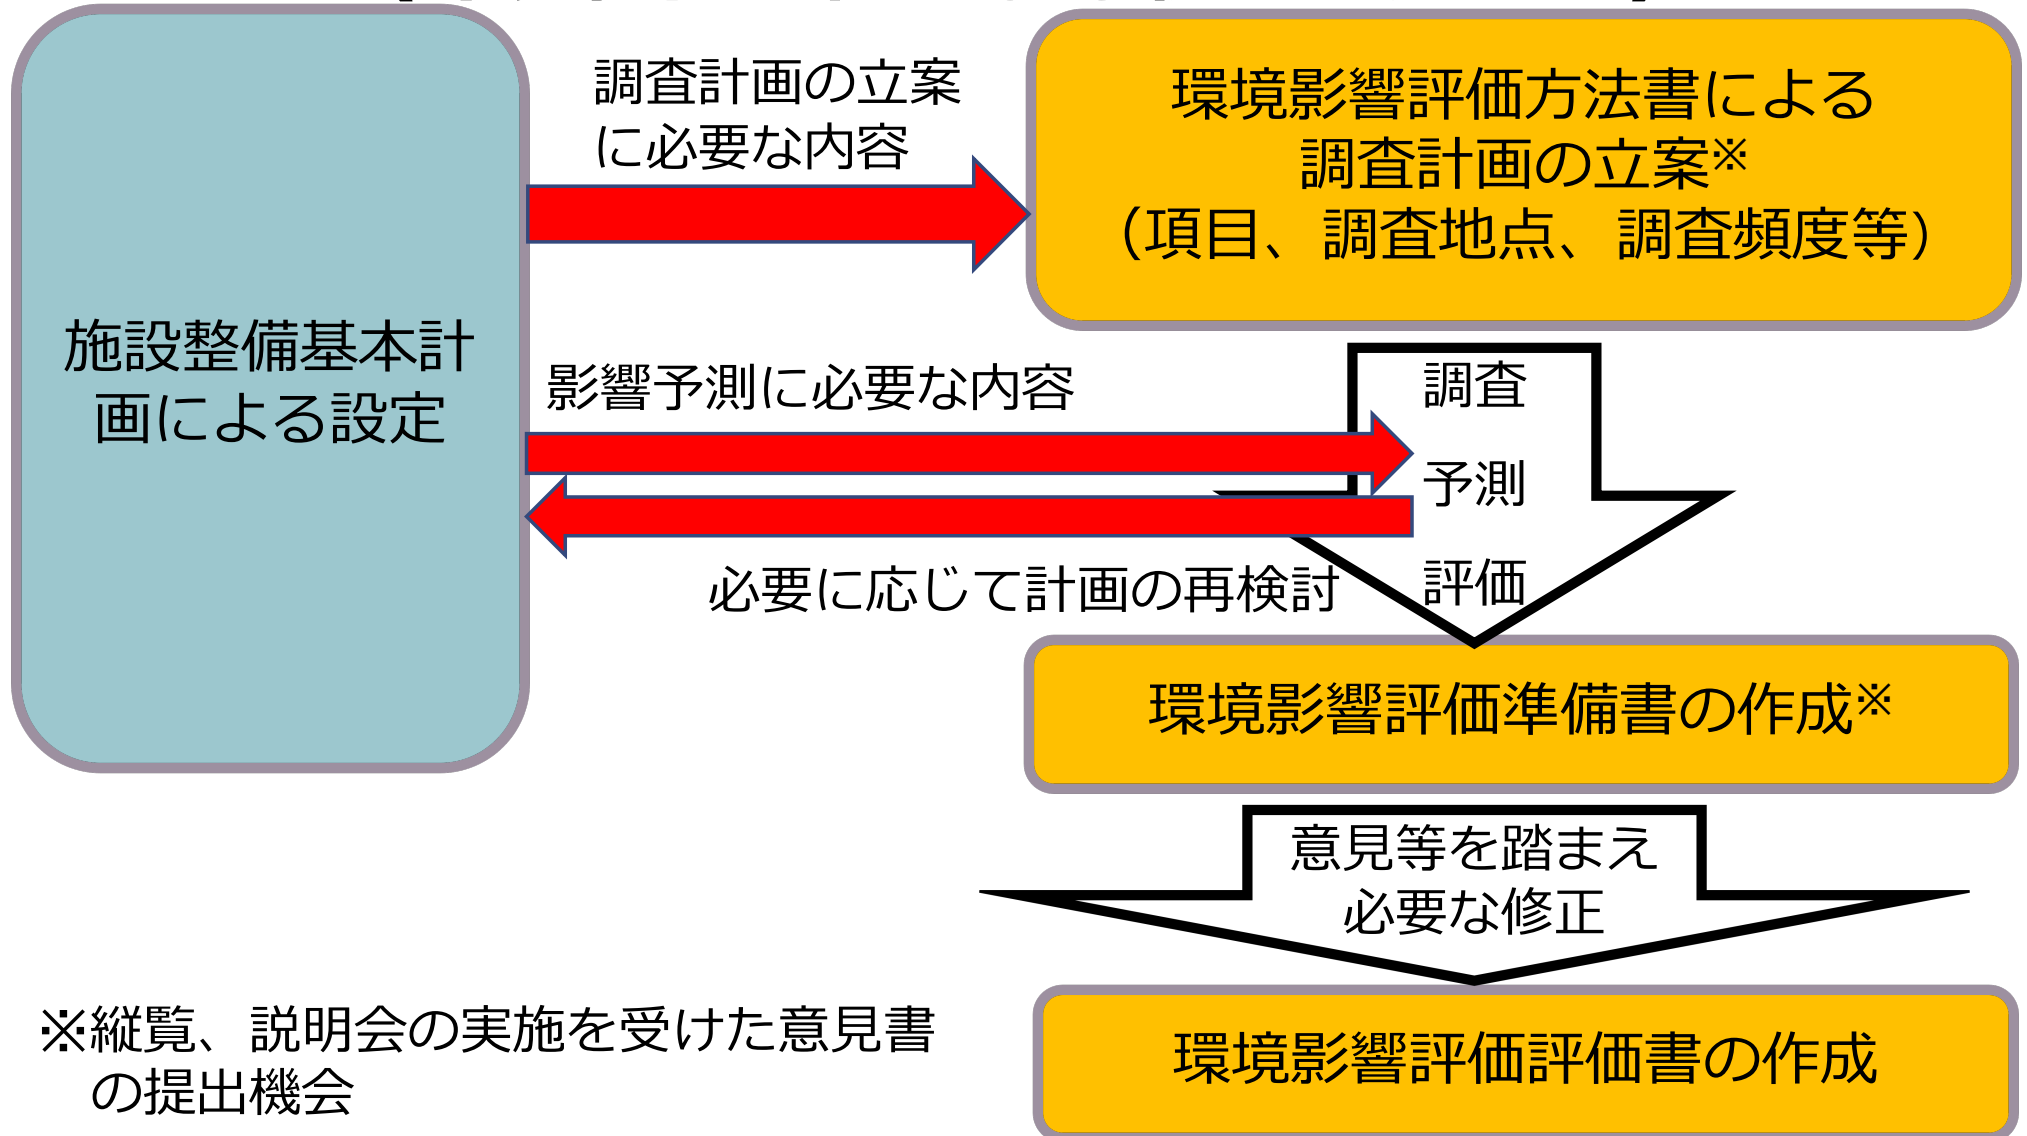 調査計画の立案
に必要な内容
環境影響評価方法書による
調査計画の立案※
（項目、調査地点、調査頻度等）
施設整備基本計
画による設定
影響予測に必要な内容
調査
予測
評価
必要に応じて計画の再検討
環境影響評価準備書の作成※
意見等を踏まえ
必要な修正
環境影響評価評価書の作成
※縦覧、説明会の実施を受けた意見書
の提出機会